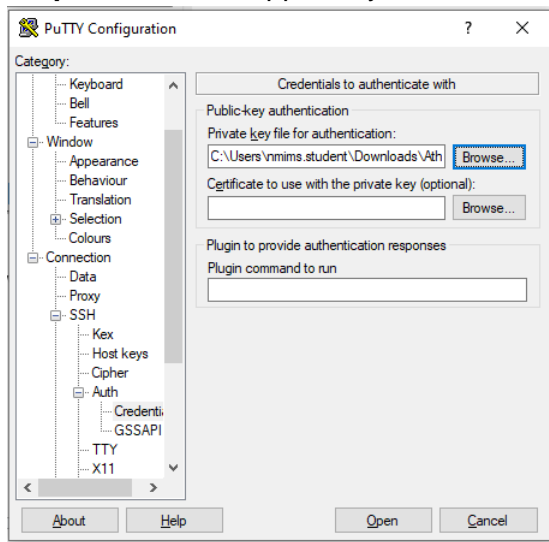 PuTTY Configuration ? ×
Category:
Keyboard
Bell
Features
Window
Appearance
Behaviour
Translation
Selection
Colours
Connection
Data
Proxy
SSH
Kex
Host keys
Cipher
Auth
Credentia
GSSAPI
TTY
X11
Credentials to authenticate with
Public-key authentication
Private key file for authentication:
C:\Users\nmims.student\Downloads\Ath Browse...
Certificate to use with the private key (optional):
Browse...
Plugin to provide authentication responses
Plugin command to run
About Help Open Cancel